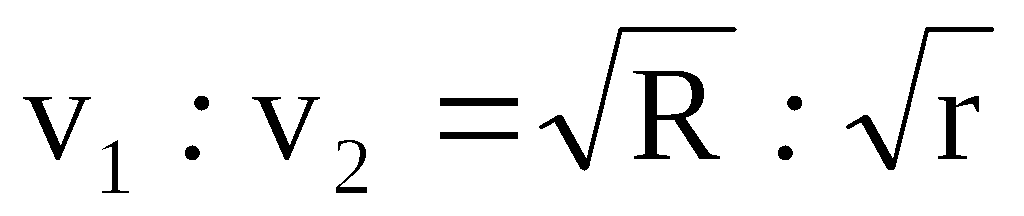 v₁ : v₂ = √R : √r